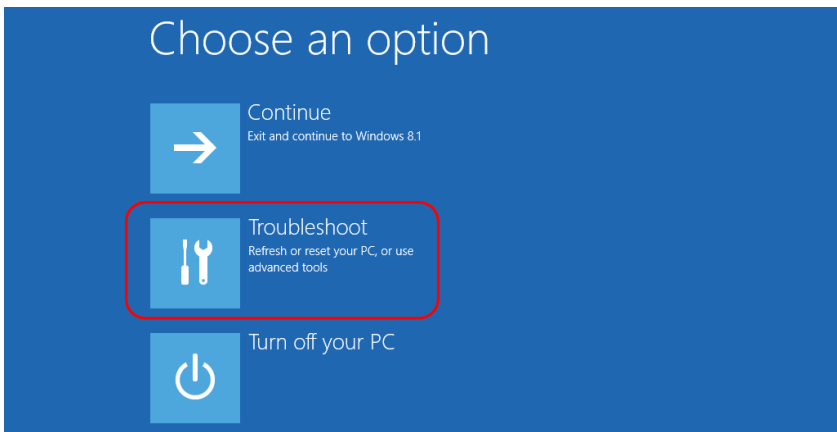 Choose an option
Continue
Exit and continue to Windows 8.1
Troubleshoot
Refresh or reset your PC, or use
advanced tools
Turn off your PC